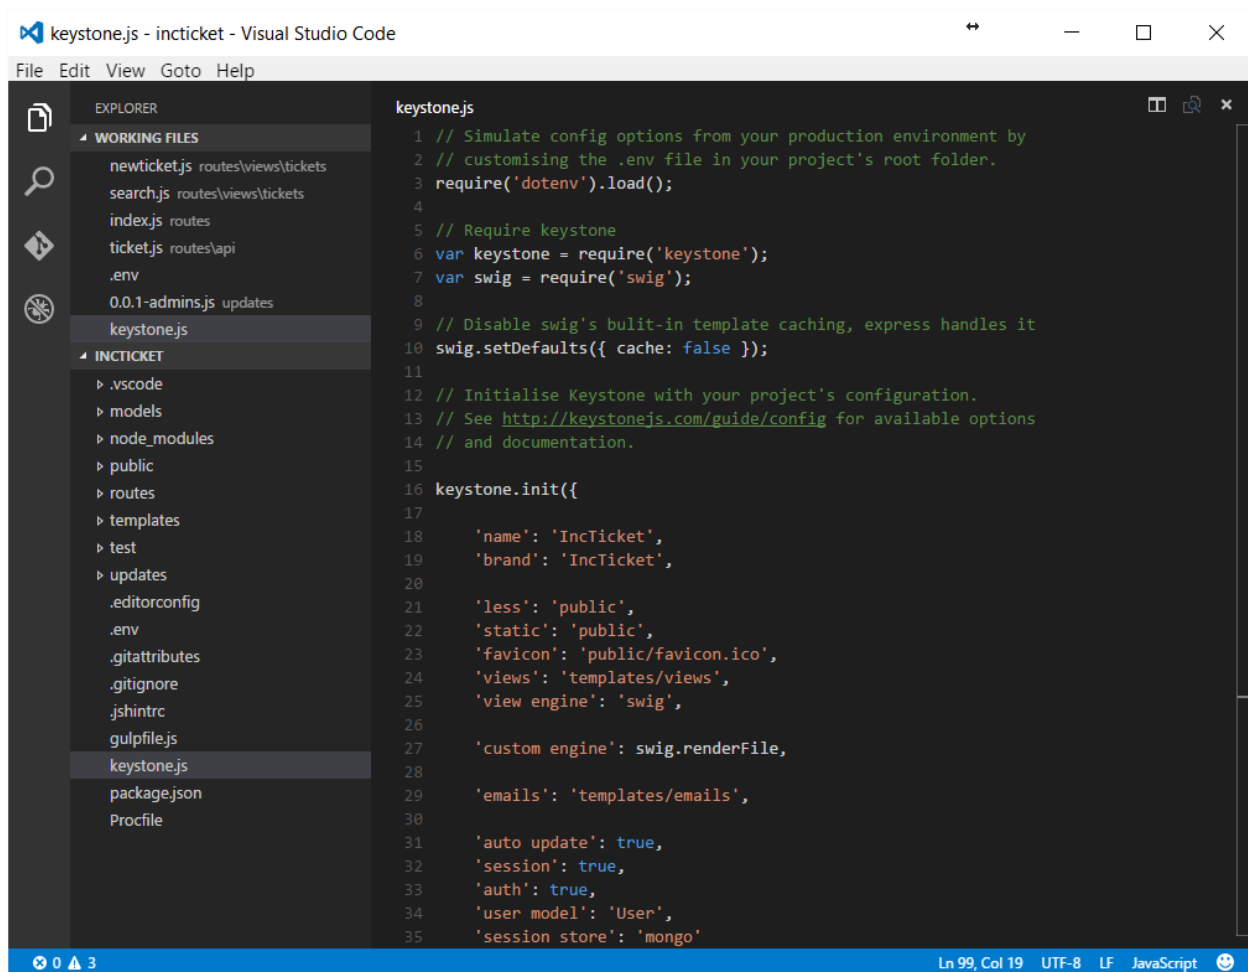 keystone.js - incticket - Visual Studio Code
File Edit View Goto Help
EXPLORER
WORKING FILES
newticket.js routes\views\tickets
search.js routes\views\tickets
index.js routes
ticket.js routes\api
.env
0.0.1-admins.js updates
keystone.js
INCTICKET
.vscode
models
node_modules
public
routes
templates
test
updates
.editorconfig
.env
.gitattributes
.gitignore
.jshintrc
gulpfile.js
keystone.js
package.json
Procfile
keystone.js
1 // Simulate config options from your production environment by
2 // customising the .env file in your project's root folder.
3 require('dotenv').load();
4
5 // Require keystone
6 var keystone = require('keystone');
7 var swig = require('swig');
8
9 // Disable swig's bulit-in template caching, express handles it
10 swig.setDefaults({ cache: false });
11
12 // Initialise Keystone with your project's configuration.
13 // See http://keystonejs.com/guide/config for available options
14 // and documentation.
15
16 keystone.init({
17
18 'name': 'IncTicket',
19 'brand': 'IncTicket',
20
21 'less': 'public',
22 'static': 'public',
23 'favicon': 'public/favicon.ico',
24 'views': 'templates/views',
25 'view engine': 'swig',
26
27 'custom engine': swig.renderFile,
28
29 'emails': 'templates/emails',
30
31 'auto update': true,
32 'session': true,
33 'auth': true,
34 'user model': 'User',
35 'session store': 'mongo'
0 3 Ln 99, Col 19 UTF-8 LF JavaScript